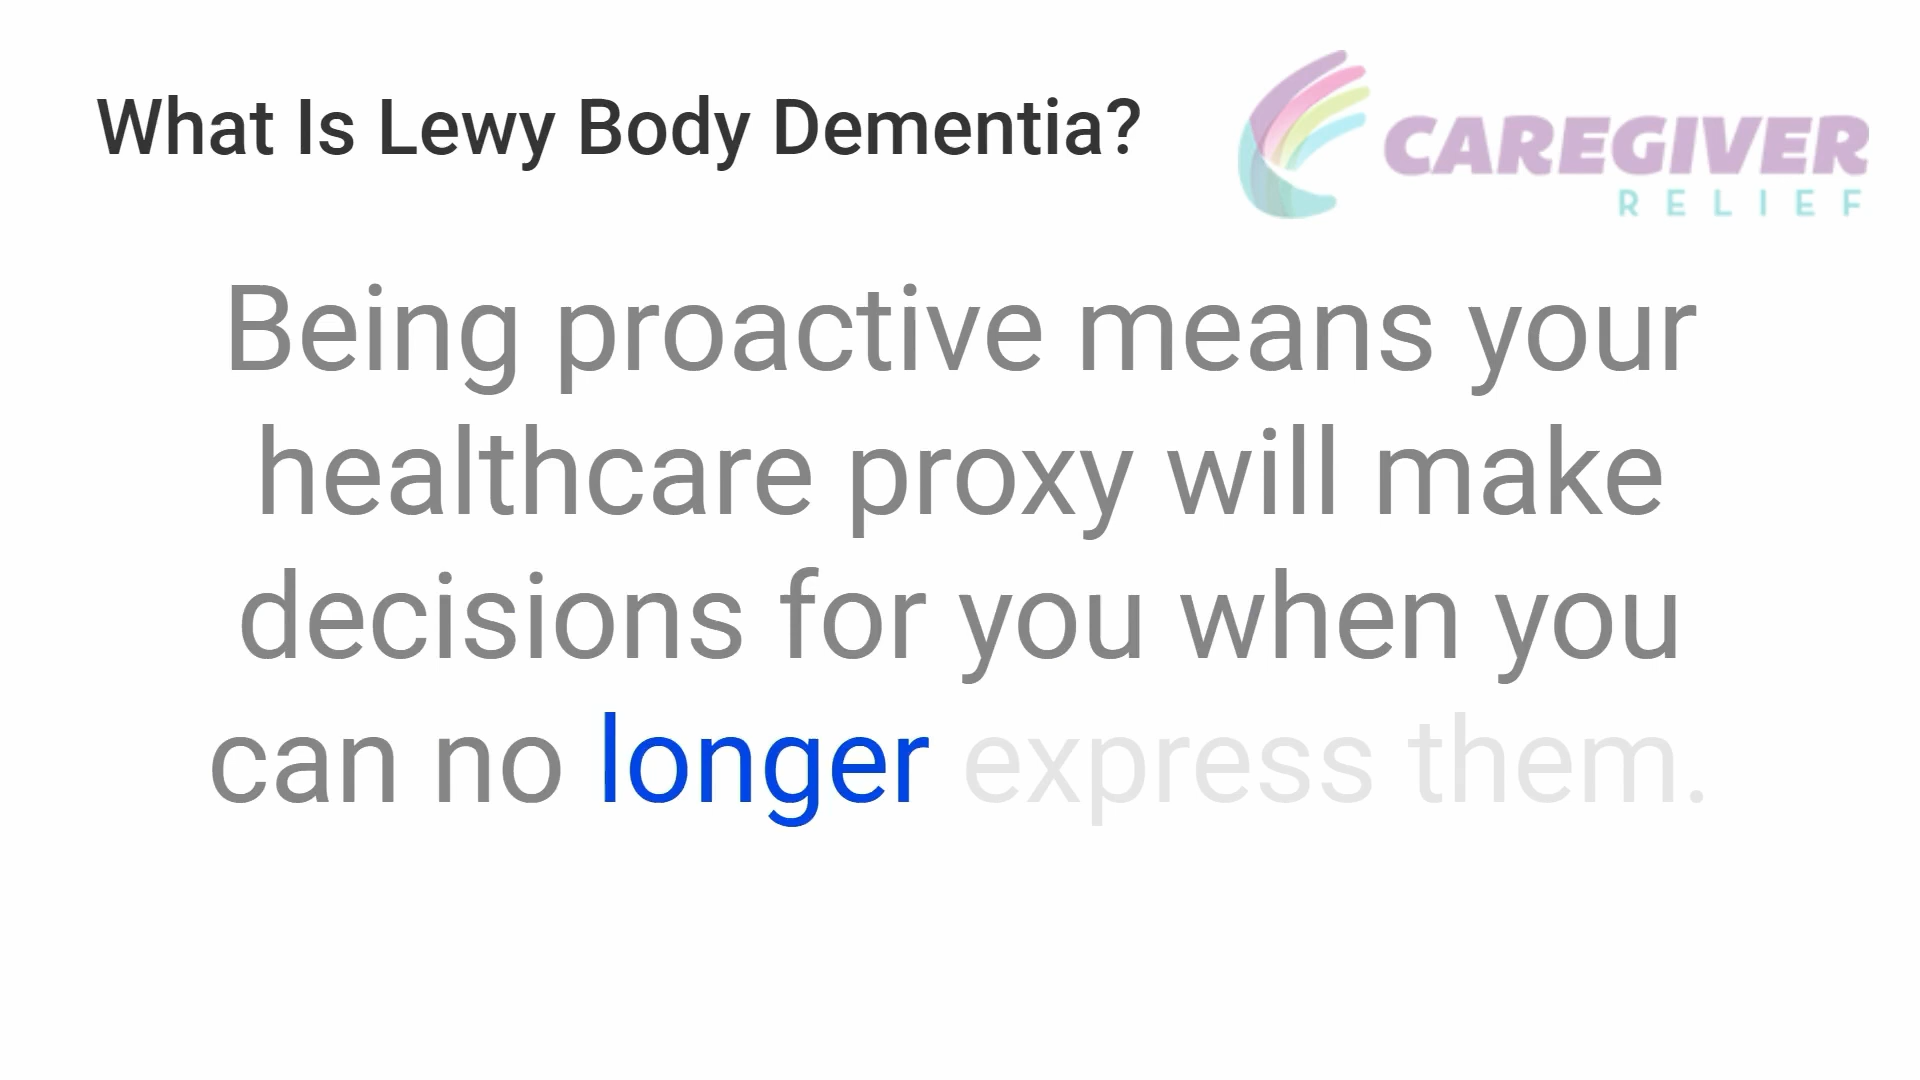 What Is Lewy Body Dementia?
CAREGIVER
RELIEF
Being proactive means your
healthcare proxy will make
decisions for you when you
can no longer express them.